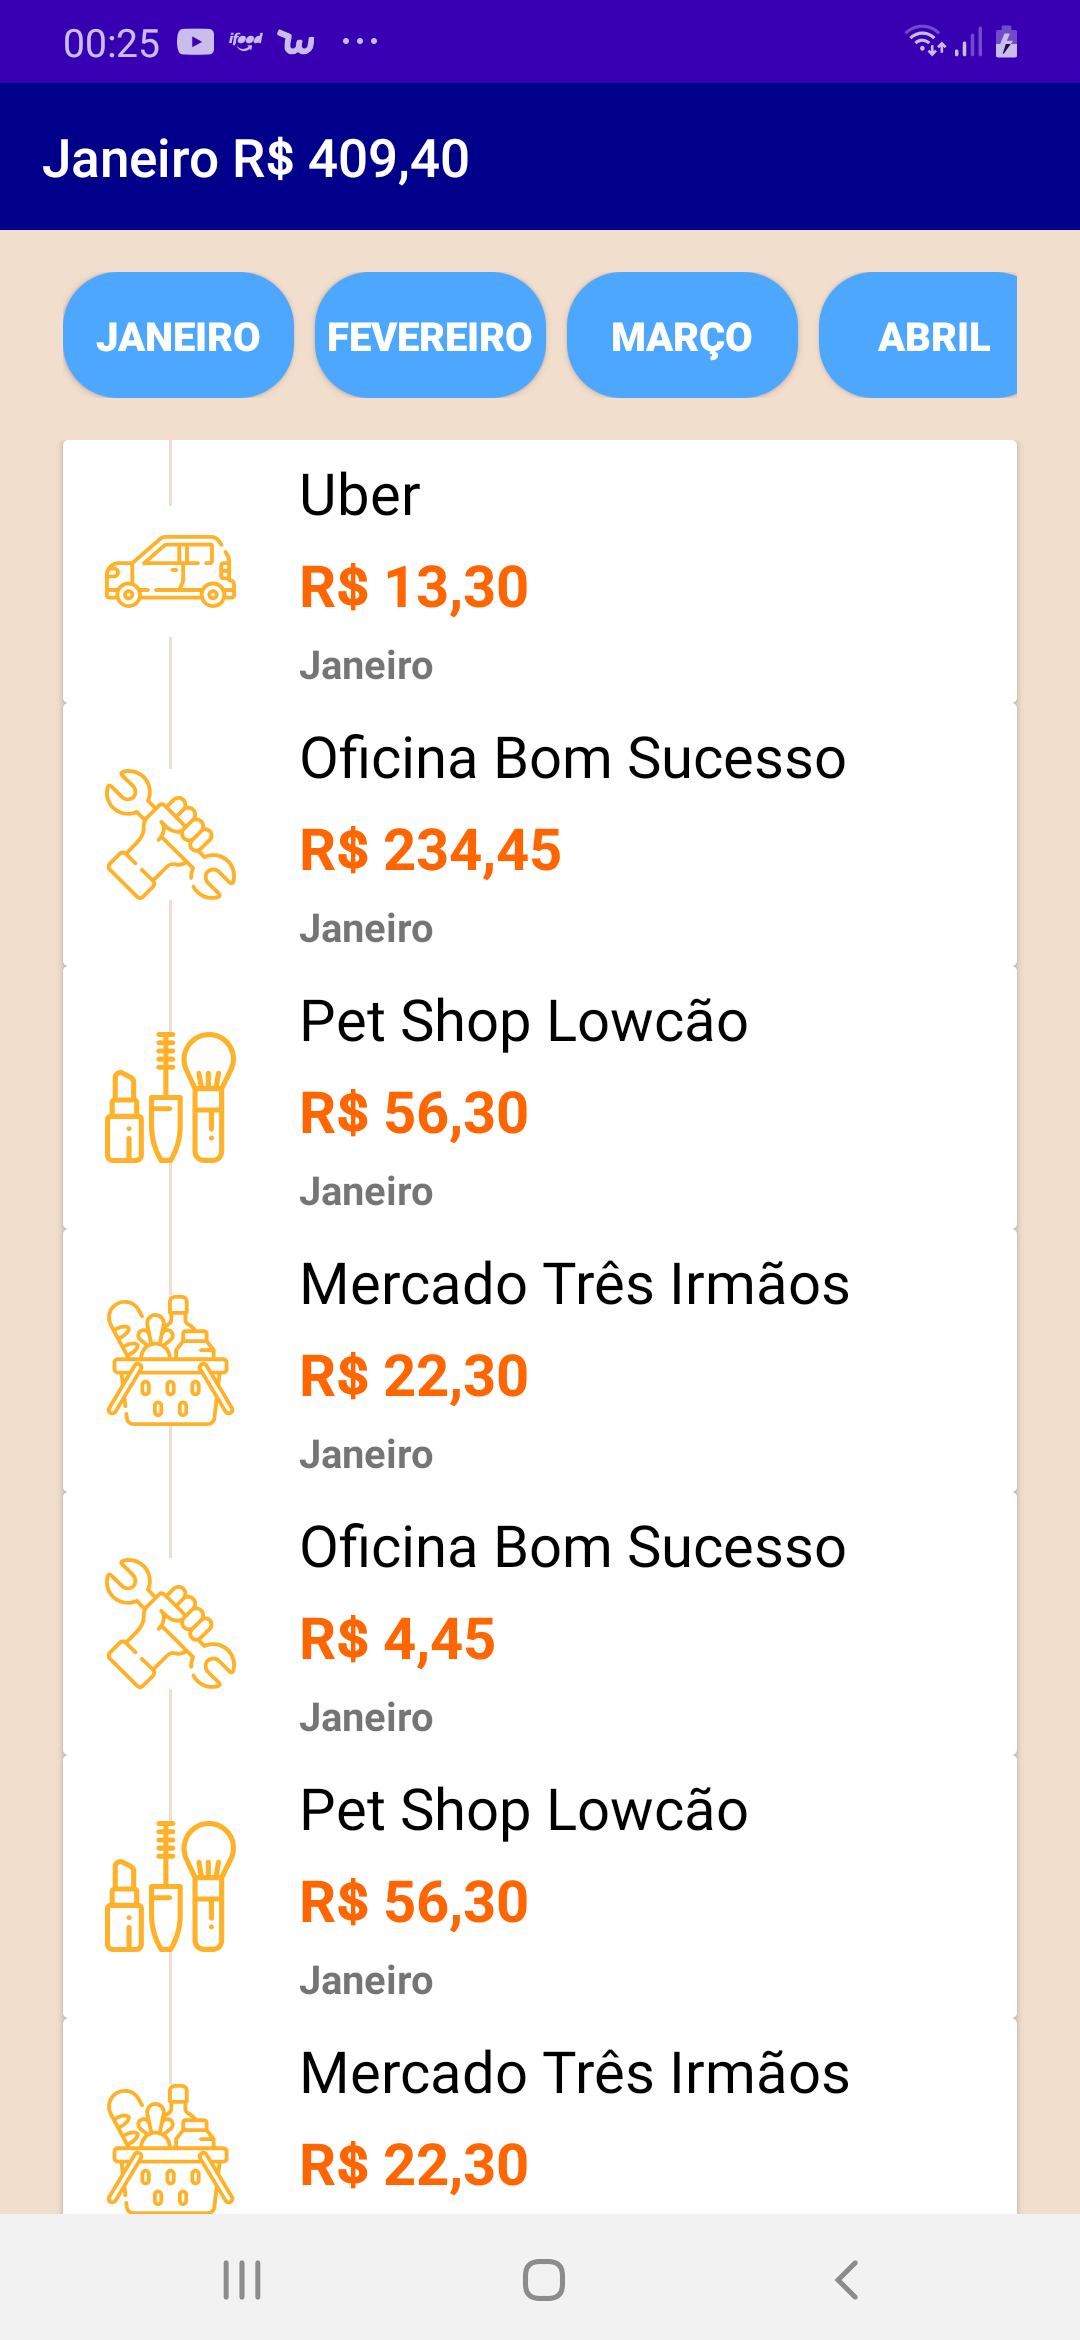 00:25 ifood
Janeiro R$ 409,40
JANEIRO FEVEREIRO MARÇO ABRIL
Uber
R$ 13,30
Janeiro
Oficina Bom Sucesso
R$ 234,45
Janeiro
Pet Shop Lowcão
R$ 56,30
Janeiro
Mercado Três Irmãos
R$ 22,30
Janeiro
Oficina Bom Sucesso
R$ 4,45
Janeiro
Pet Shop Lowcão
R$ 56,30
Janeiro
Mercado Três Irmãos
R$ 22,30